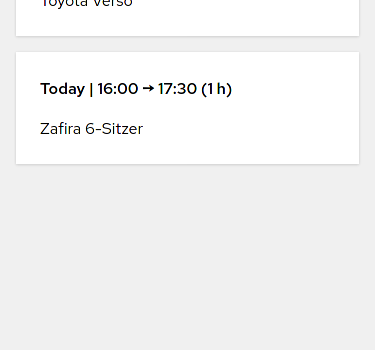 Toyota Verso
Today | 16:00 → 17:30 (1 h)
Zafira 6-Sitzer